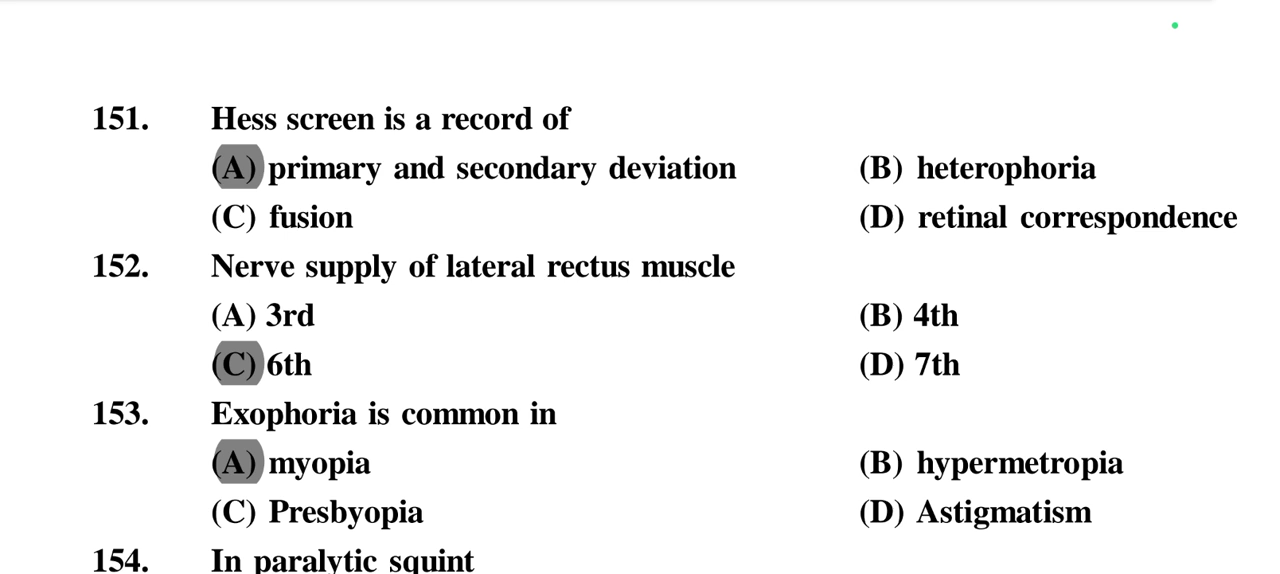 151. Hess screen is a record of
(A) primary and secondary deviation (B) heterophoria
(C) fusion (D) retinal correspondence
152. Nerve supply of lateral rectus muscle
(A) 3rd (B) 4th
(C) 6th (D) 7th
153. Exophoria is common in
(A) myopia (B) hypermetropia
(C) Presbyopia (D) Astigmatism
154. In paralytic squint